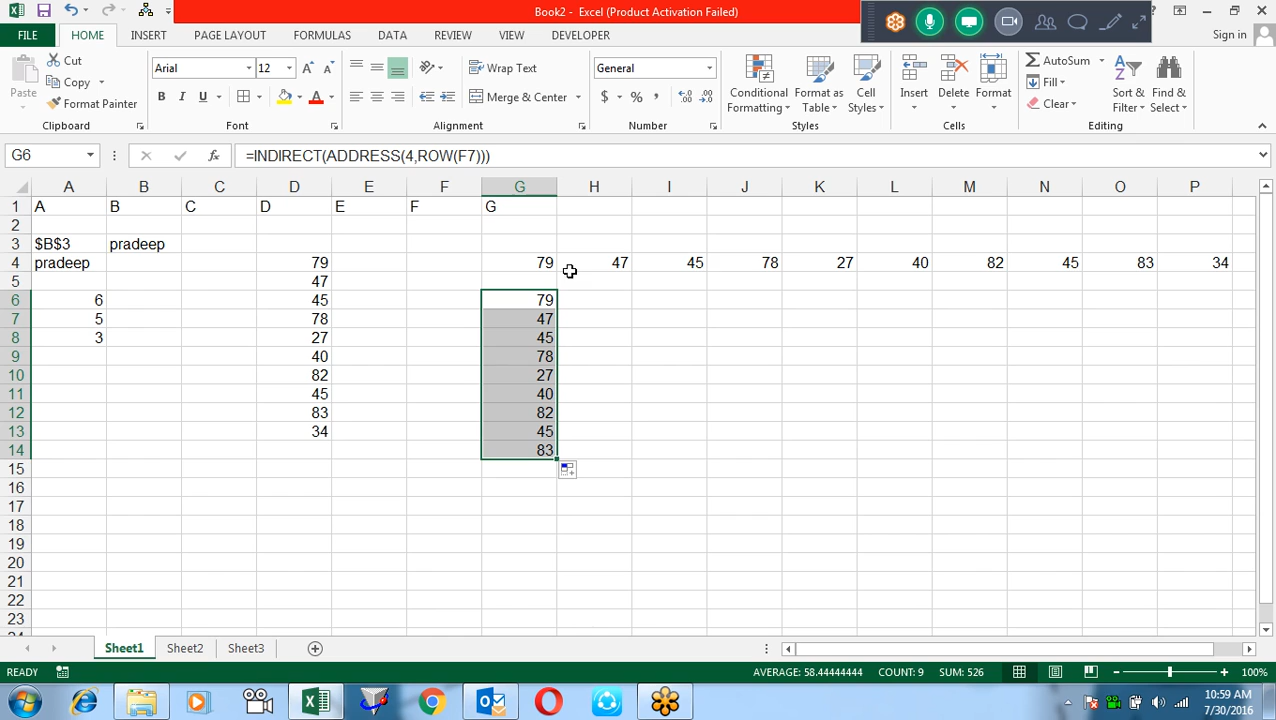 Book2 - Excel (Product Activation Failed)
FILE HOME INSERT PAGE LAYOUT FORMULAS DATA REVIEW VIEW DEVELOPER Sign in
Paste Cut Copy Format Painter Clipboard
Arial 12 B I U A Font
Wrap Text Merge & Center Alignment
General $ % , Number
Conditional Formatting Format as Table Cell Styles Styles
Insert Delete Format Cells
AutoSum Fill Clear Sort & Filter Find & Select Editing
G6 fx =INDIRECT(ADDRESS(4,ROW(F7)))
A B C D E F G H I J K L M N O P
1 A B C D E F G
2
3 $B$3 pradeep
4 pradeep 79 79 47 45 78 27 40 82 45 83 34
5 47
6 6 45 79
7 5 78 47
8 3 27 45
9 40 78
10 82 27
11 45 40
12 83 82
13 34 45
14 83
15
16
17
18
19
20
21
22
23
24
Sheet1 Sheet2 Sheet3
READY AVERAGE: 58.44444444 COUNT: 9 SUM: 526 100%
10:59 AM
7/30/2016